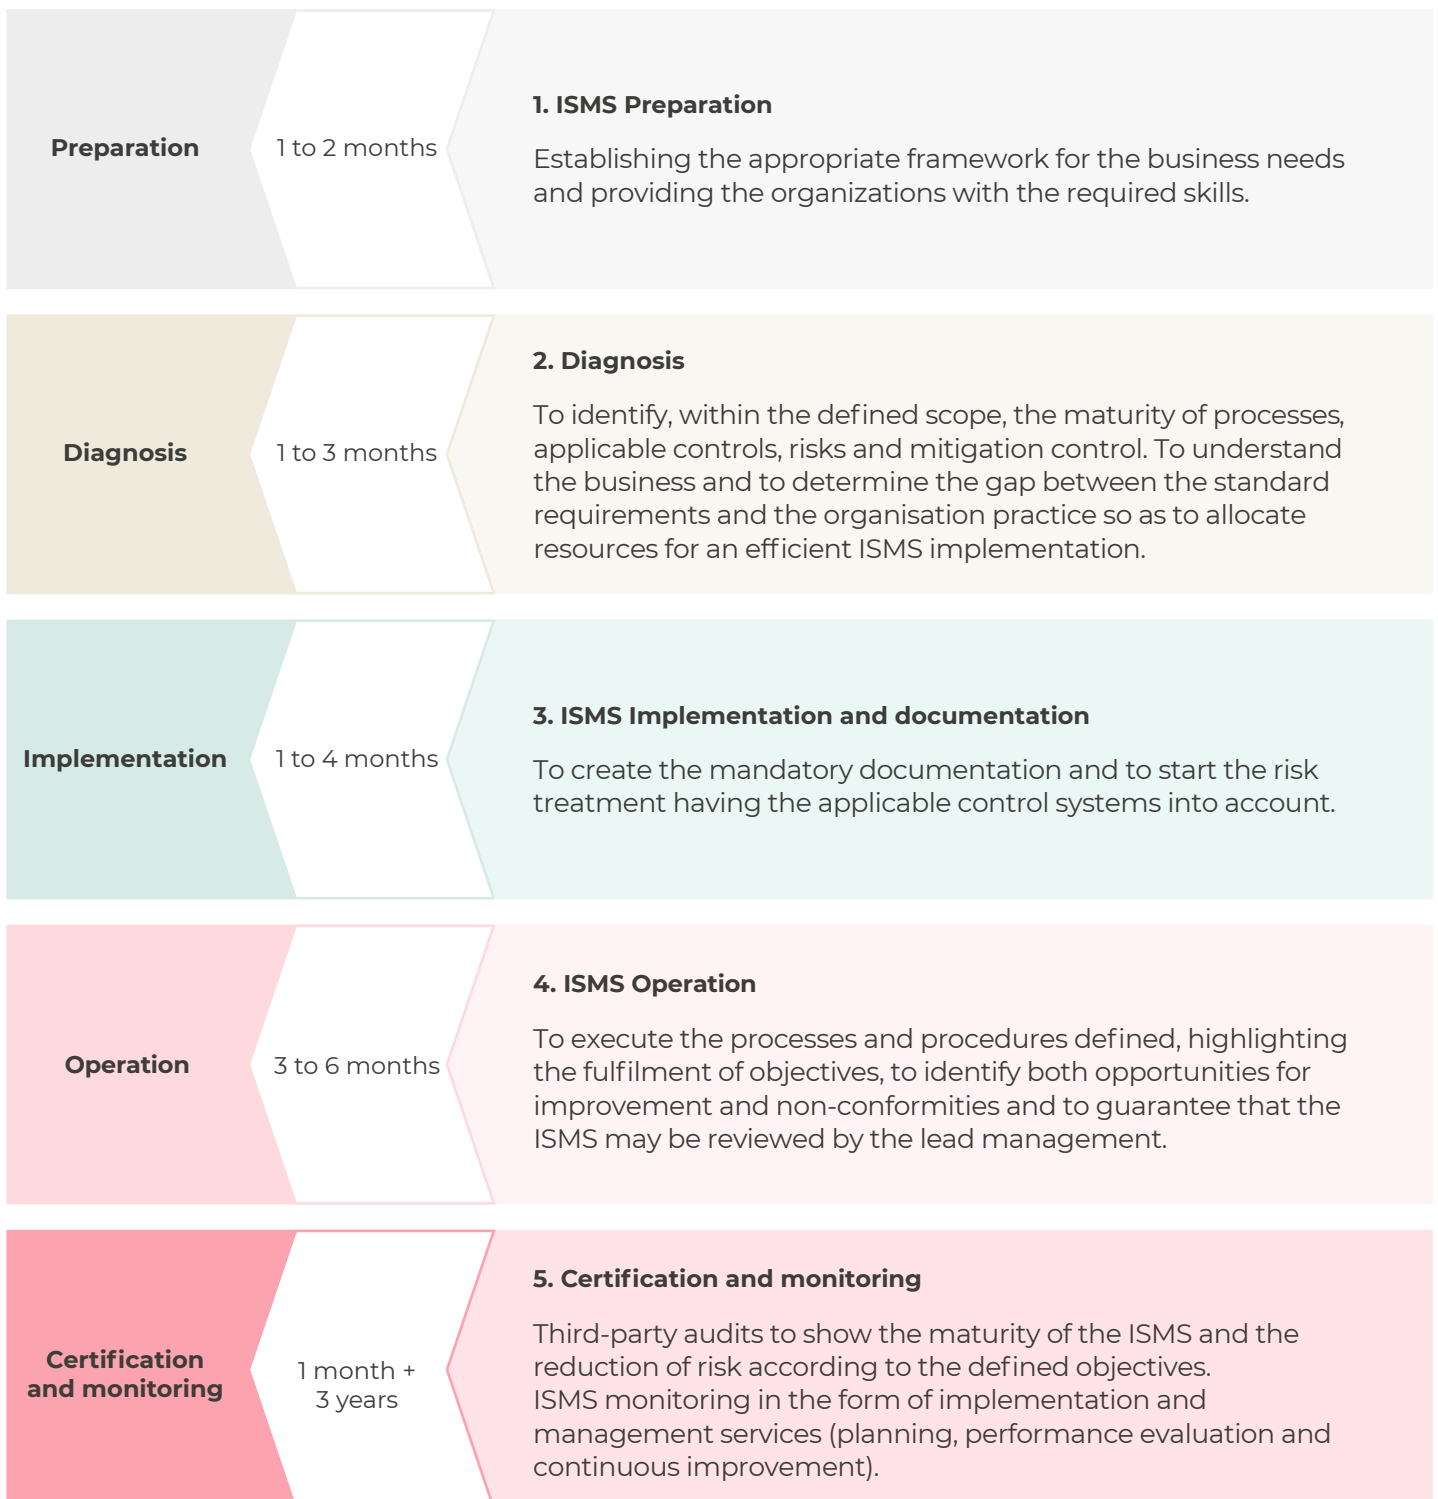 Preparation
1 to 2 months
1. ISMS Preparation
Establishing the appropriate framework for the business needs
and providing the organizations with the required skills.
Diagnosis
1 to 3 months
2. Diagnosis
To identify, within the defined scope, the maturity of processes,
applicable controls, risks and mitigation control. To understand
the business and to determine the gap between the standard
requirements and the organisation practice so as to allocate
resources for an efficient ISMS implementation.
Implementation
1 to 4 months
3. ISMS Implementation and documentation
To create the mandatory documentation and to start the risk
treatment having the applicable control systems into account.
Operation
3 to 6 months
4. ISMS Operation
To execute the processes and procedures defined, highlighting
the fulfilment of objectives, to identify both opportunities for
improvement and non-conformities and to guarantee that the
ISMS may be reviewed by the lead management.
Certification
and monitoring
1 month +
3 years
5. Certification and monitoring
Third-party audits to show the maturity of the ISMS and the
reduction of risk according to the defined objectives.
ISMS monitoring in the form of implementation and
management services (planning, performance evaluation and
continuous improvement).